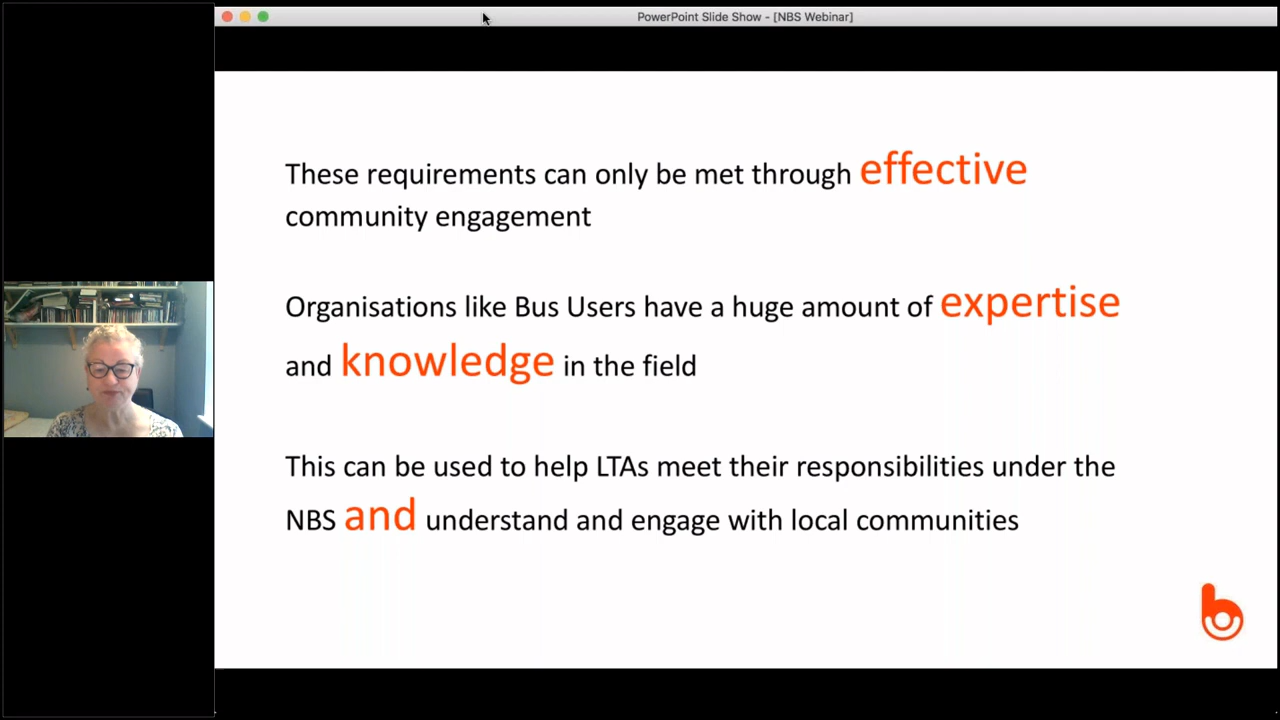 PowerPoint Slide Show - [NBS Webinar]
These requirements can only be met through effective
community engagement
Organisations like Bus Users have a huge amount of expertise
and knowledge in the field
This can be used to help LTAs meet their responsibilities under the
NBS and understand and engage with local communities